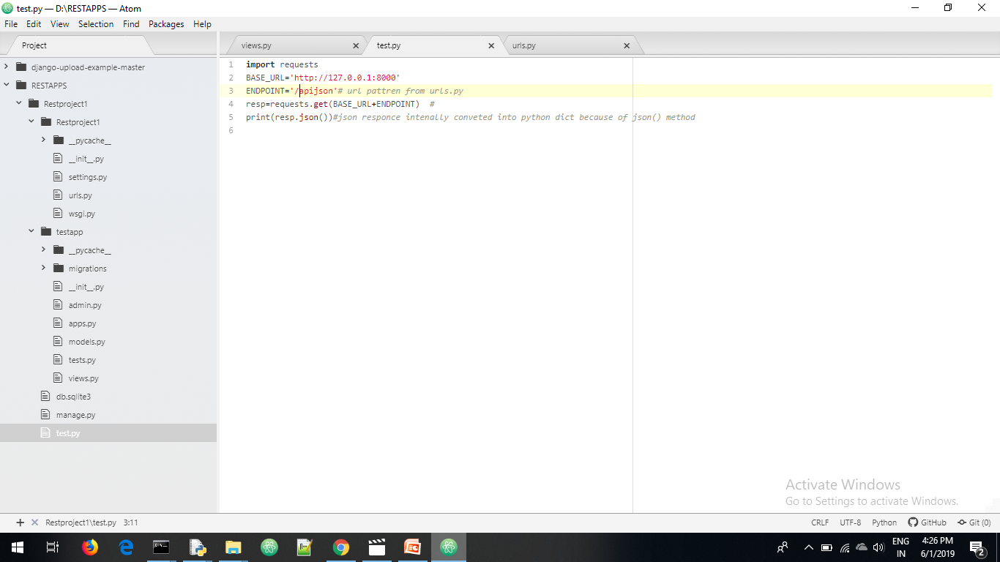 test.py — D:\RESTAPPS — Atom
File Edit View Selection Find Packages Help
Project
views.py test.py urls.py
django-upload-example-master
RESTAPPS
Restproject1
Restproject1
__pycache__
__init__.py
settings.py
urls.py
wsgi.py
testapp
__pycache__
migrations
__init__.py
admin.py
apps.py
models.py
tests.py
views.py
db.sqlite3
manage.py
test.py
1 import requests
2 BASE_URL='http://127.0.0.1:8000'
3 ENDPOINT='/apijson'# url pattren from urls.py
4 resp=requests.get(BASE_URL+ENDPOINT)  #
5 print(resp.json())#json responce intenally conveted into python dict because of json() method
6
Activate Windows
Go to Settings to activate Windows.
Restproject1\test.py 3:11 CRLF UTF-8 Python GitHub Git (0)
ENG 4:26 PM
IN 6/1/2019 2